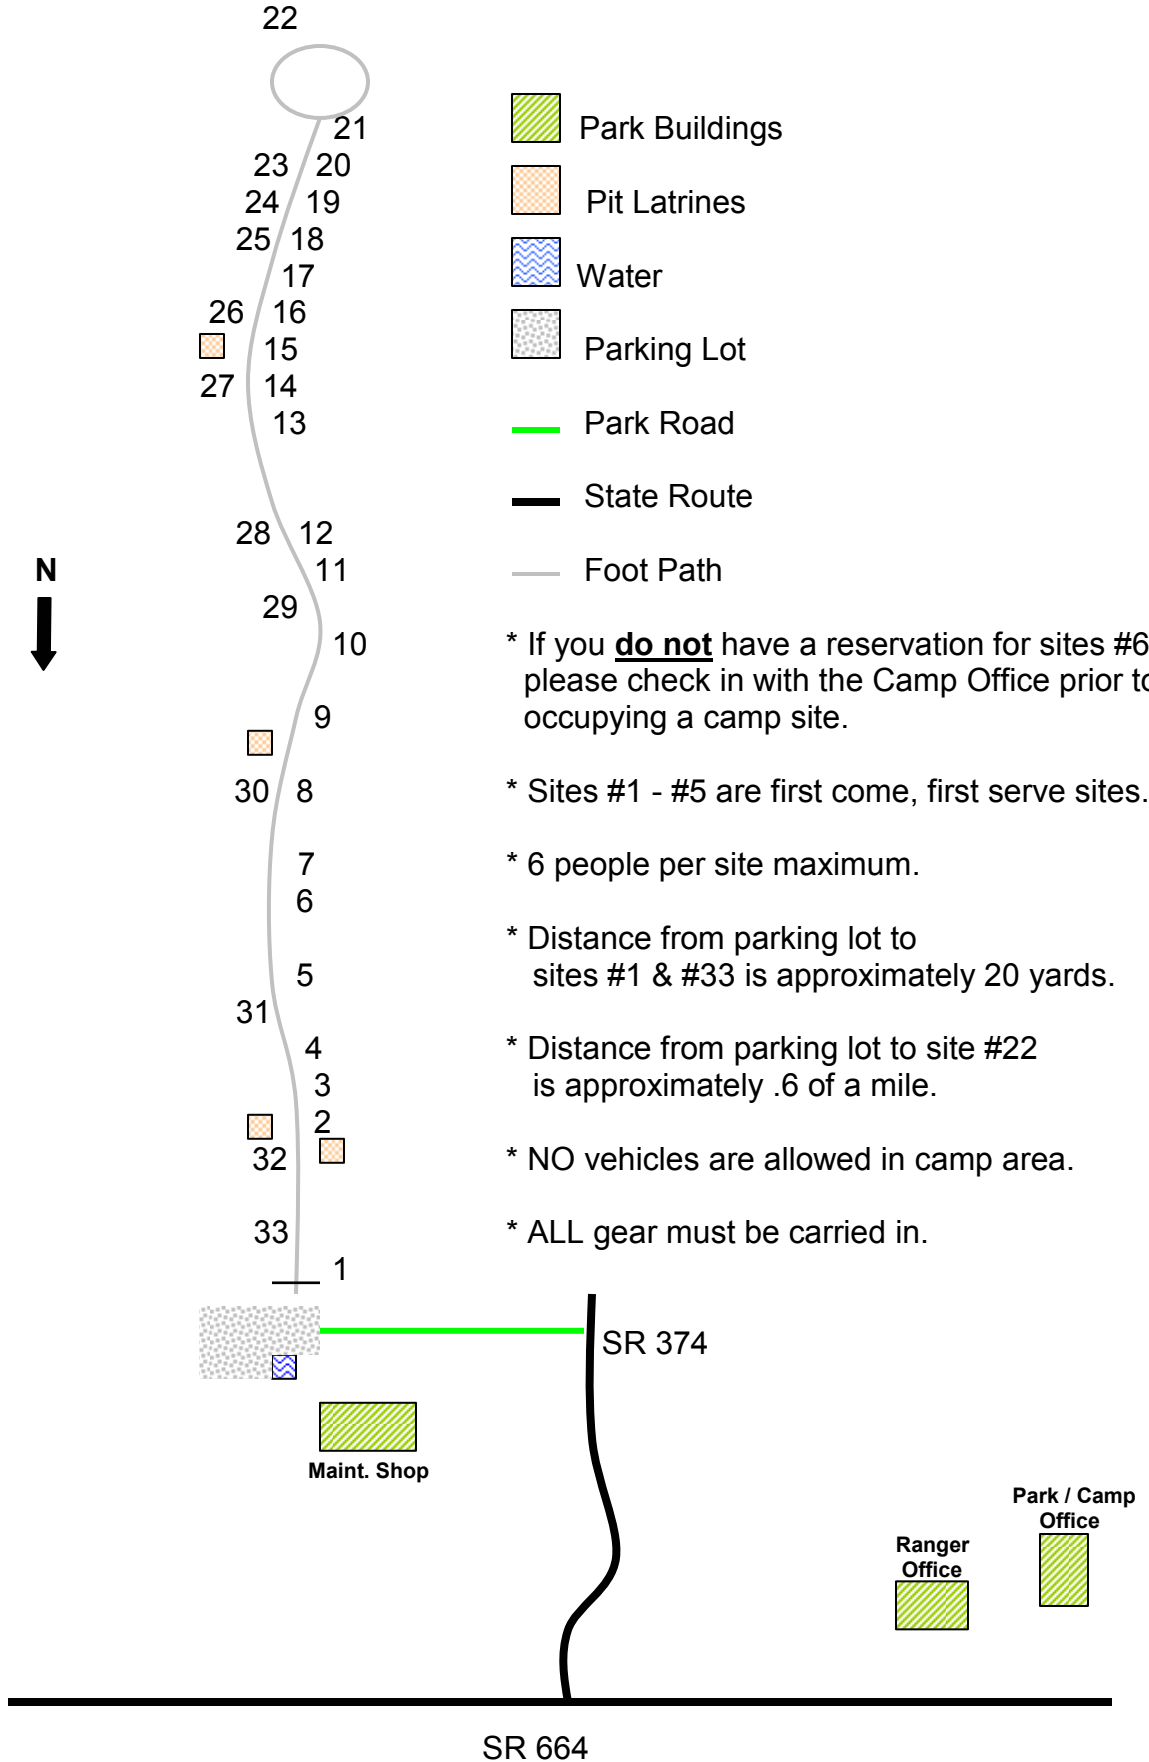 22
21
23 20
24 19
25 18
17
26 16
15
27 14
13
28 12
11
29
10
9
30 8
7
6
5
31
4
3
2
32
33
1
N
Park Buildings
Pit Latrines
Water
Parking Lot
Park Road
State Route
Foot Path
* If you do not have a reservation for sites #6
please check in with the Camp Office prior to
occupying a camp site.
* Sites #1 - #5 are first come, first serve sites.
* 6 people per site maximum.
* Distance from parking lot to
sites #1 & #33 is approximately 20 yards.
* Distance from parking lot to site #22
is approximately .6 of a mile.
* NO vehicles are allowed in camp area.
* ALL gear must be carried in.
SR 374
Maint. Shop
Park / Camp
Office
Ranger
Office
SR 664